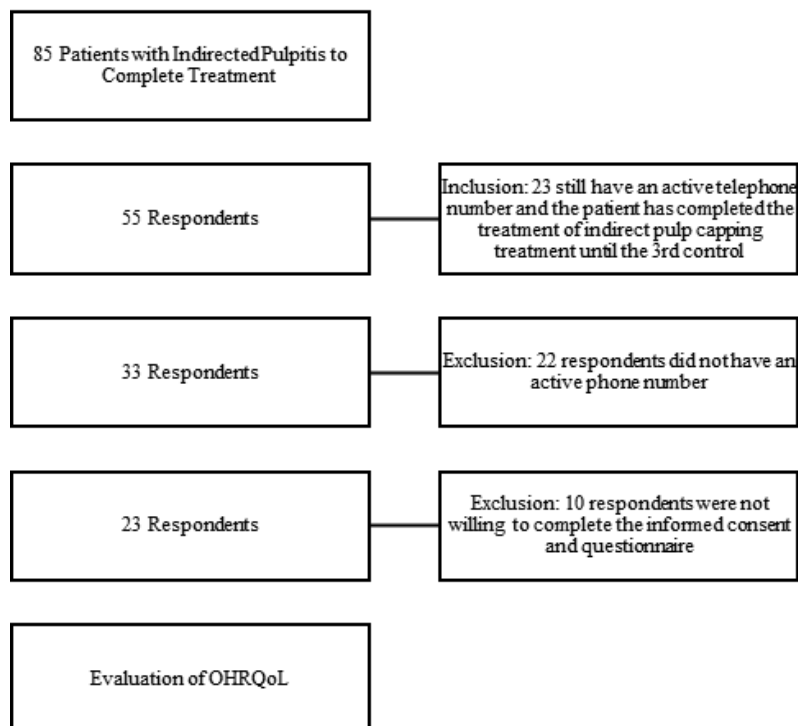 85 Patients with Indirected Pulpitis to
Complete Treatment
55 Respondents
Inclusion: 23 still have an active telephone
number and the patient has completed the
treatment of indirect pulp capping
treatment until the 3rd control
33 Respondents
Exclusion: 22 respondents did not have an
active phone number
23 Respondents
Exclusion: 10 respondents were not
willing to complete the informed consent
and questionnaire
Evaluation of OHRQoL